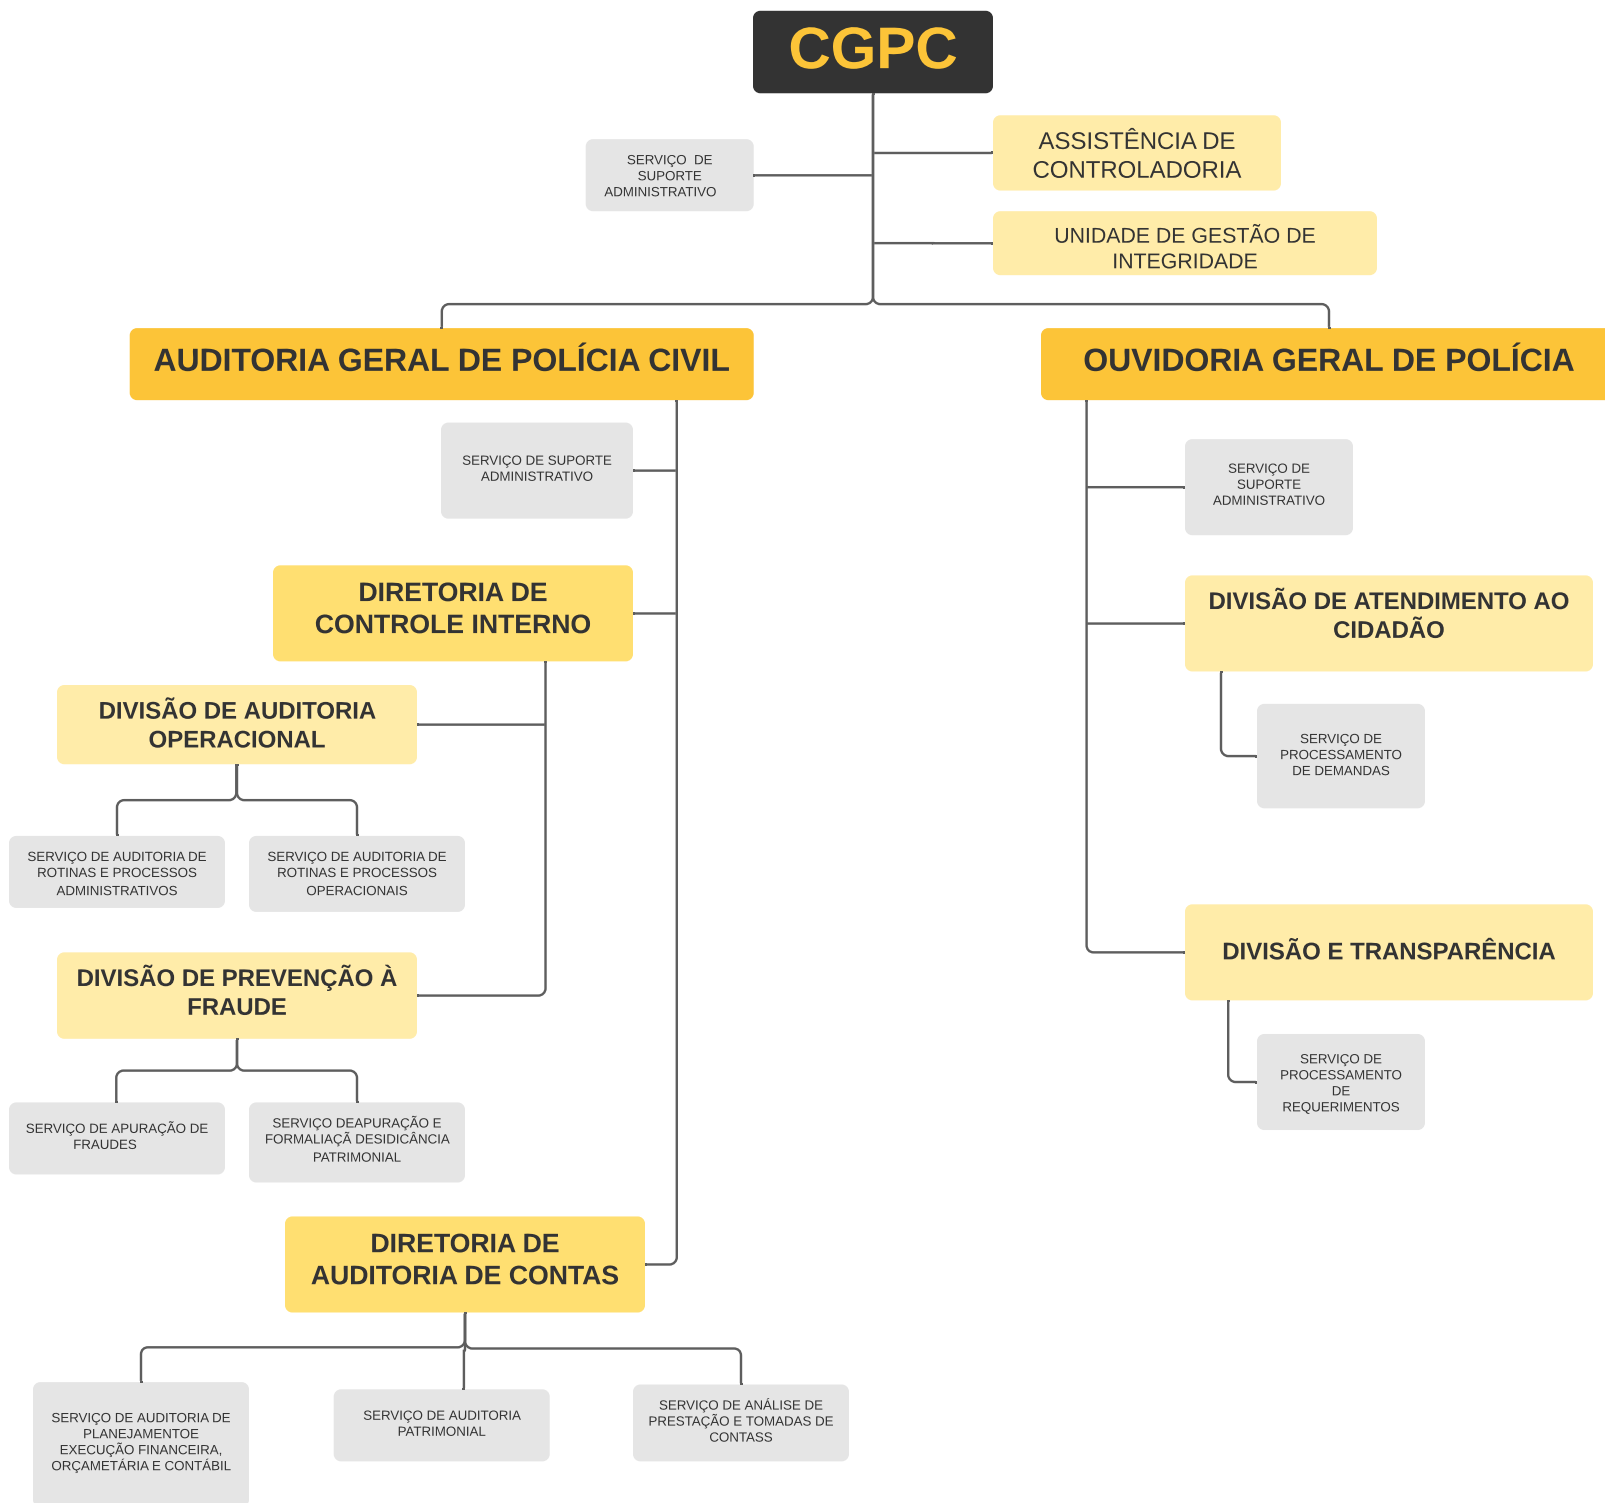 CGPC
ASSISTÊNCIA DE
CONTROLADORIA
SERVIÇO DE
SUPORTE
ADMINISTRATIVO
UNIDADE DE GESTÃO DE
INTEGRIDADE
AUDITORIA GERAL DE POLÍCIA CIVIL
OUVIDORIA GERAL DE POLÍCIA
SERVIÇO DE SUPORTE
ADMINISTRATIVO
SERVIÇO DE
SUPORTE
ADMINISTRATIVO
DIRETORIA DE
CONTROLE INTERNO
DIVISÃO DE ATENDIMENTO AO
CIDADÃO
DIVISÃO DE AUDITORIA
OPERACIONAL
SERVIÇO DE
PROCESSAMENTO
DE DEMANDAS
SERVIÇO DE AUDITORIA DE
ROTINAS E PROCESSOS
ADMINISTRATIVOS
SERVIÇO DE AUDITORIA DE
ROTINAS E PROCESSOS
OPERACIONAIS
DIVISÃO DE PREVENÇÃO À
FRAUDE
DIVISÃO E TRANSPARÊNCIA
SERVIÇO DE
PROCESSAMENTO
DE
REQUERIMENTOS
SERVIÇO DE APURAÇÃO DE
FRAUDES
SERVIÇO DEAPURAÇÃO E
FORMALIAÇÃ DESIDICÂNCIA
PATRIMONIAL
DIRETORIA DE
AUDITORIA DE CONTAS
SERVIÇO DE AUDITORIA DE
PLANEJAMENTOE
EXECUÇÃO FINANCEIRA,
ORÇAMETÁRIA E CONTÁBIL
SERVIÇO DE AUDITORIA
PATRIMONIAL
SERVIÇO DE ANÁLISE DE
PRESTAÇÃO E TOMADAS DE
CONTASS